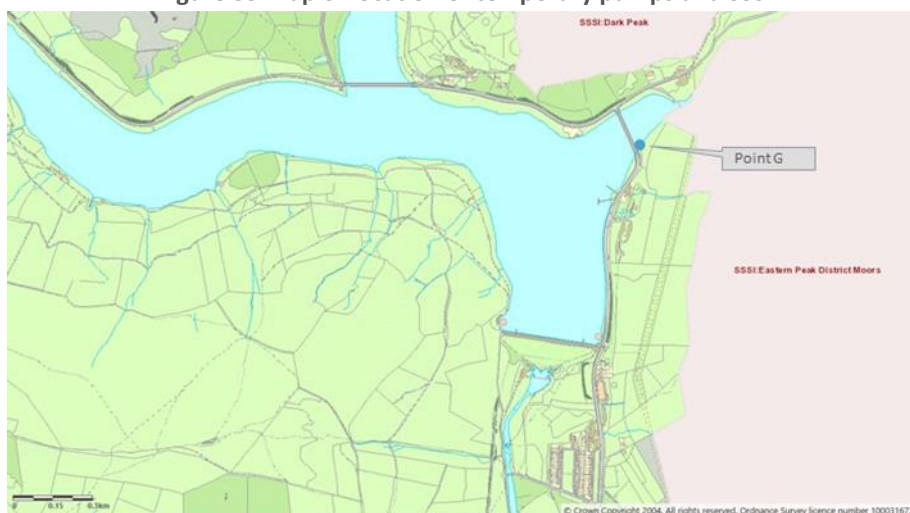 SSSI:Dark Peak
Point G
SSSI:Eastern Peak District Moors
0 0.15 0.3km
© Crown Copyright 2004. All rights reserved. Ordnance Survey licence number 10003167